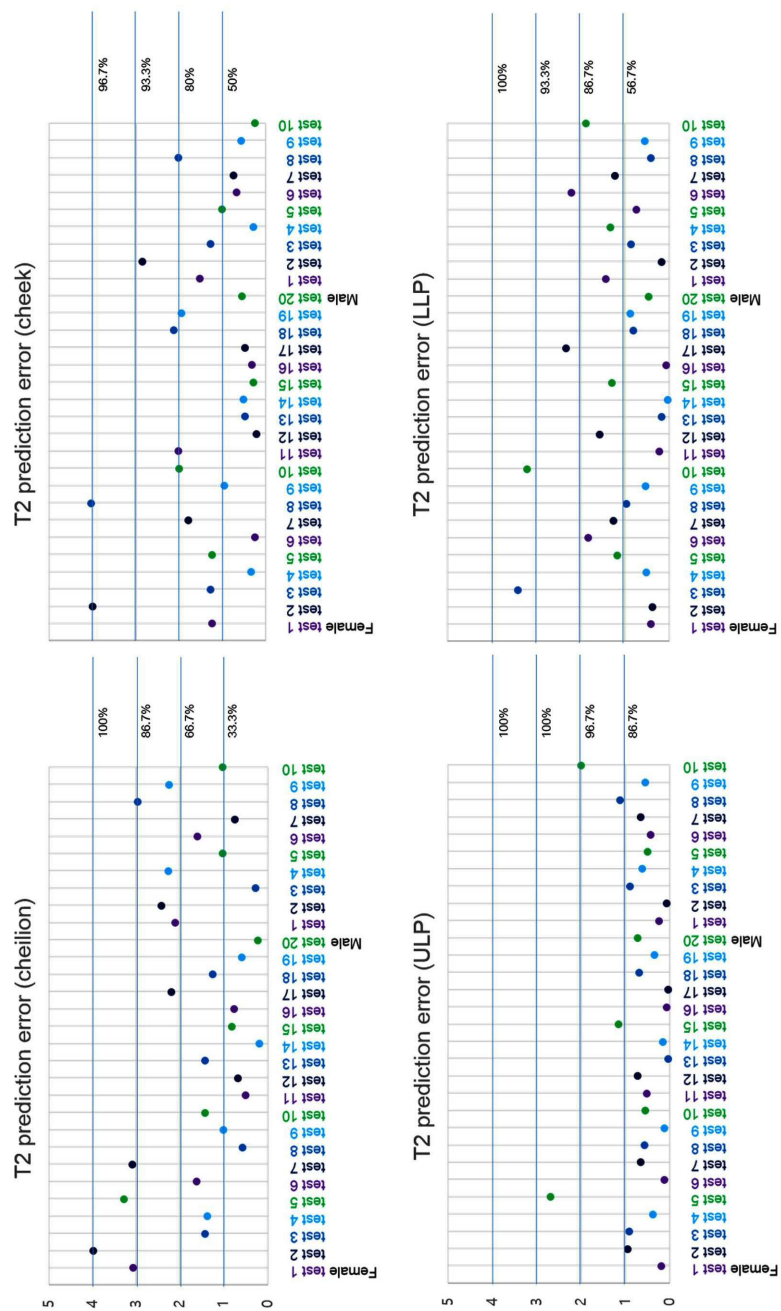 T2 prediction error (cheilion)
5
4
3
2
1
0
100%
86.7%
66.7%
33.3%
Female test 1
test 2
test 3
test 4
test 5
test 6
test 7
test 8
test 9
test 10
test 11
test 12
test 13
test 14
test 15
test 16
test 17
test 18
test 19
test 20
Male test 1
test 2
test 3
test 4
test 5
test 6
test 7
test 8
test 9
test 10
T2 prediction error (cheek)
96.7%
93.3%
80%
50%
Female test 1
test 2
test 3
test 4
test 5
test 6
test 7
test 8
test 9
test 10
test 11
test 12
test 13
test 14
test 15
test 16
test 17
test 18
test 19
test 20
Male test 1
test 2
test 3
test 4
test 5
test 6
test 7
test 8
test 9
test 10
T2 prediction error (ULP)
5
4
3
2
1
0
100%
100%
96.7%
86.7%
Female test 1
test 2
test 3
test 4
test 5
test 6
test 7
test 8
test 9
test 10
test 11
test 12
test 13
test 14
test 15
test 16
test 17
test 18
test 19
test 20
Male test 1
test 2
test 3
test 4
test 5
test 6
test 7
test 8
test 9
test 10
T2 prediction error (LLP)
100%
93.3%
86.7%
56.7%
Female test 1
test 2
test 3
test 4
test 5
test 6
test 7
test 8
test 9
test 10
test 11
test 12
test 13
test 14
test 15
test 16
test 17
test 18
test 19
test 20
Male test 1
test 2
test 3
test 4
test 5
test 6
test 7
test 8
test 9
test 10